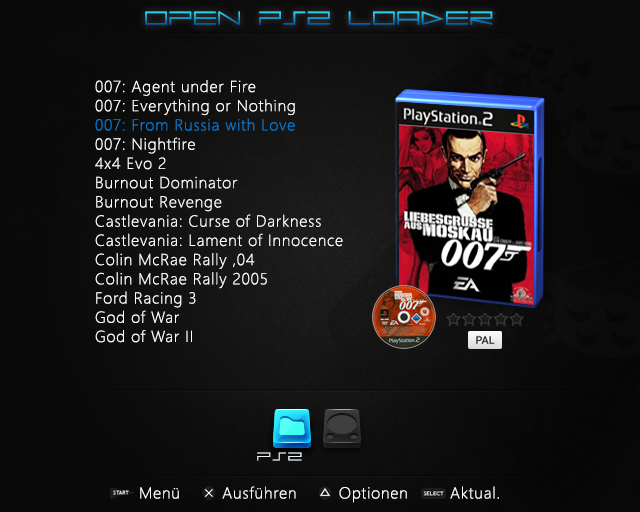 OPEN PS2 LOADER
007: Agent under Fire
007: Everything or Nothing
007: From Russia with Love
007: Nightfire
4x4 Evo 2
Burnout Dominator
Burnout Revenge
Castlevania: Curse of Darkness
Castlevania: Lament of Innocence
Colin McRae Rally ,04
Colin McRae Rally 2005
Ford Racing 3
God of War
God of War II
PlayStation.2
LIEBESGRÜSSE
AUS MOSKAU
007
EA
007
EA
PlayStation.2
PAL
PS2
START Menü
Ausführen
Optionen
SELECT Aktual.